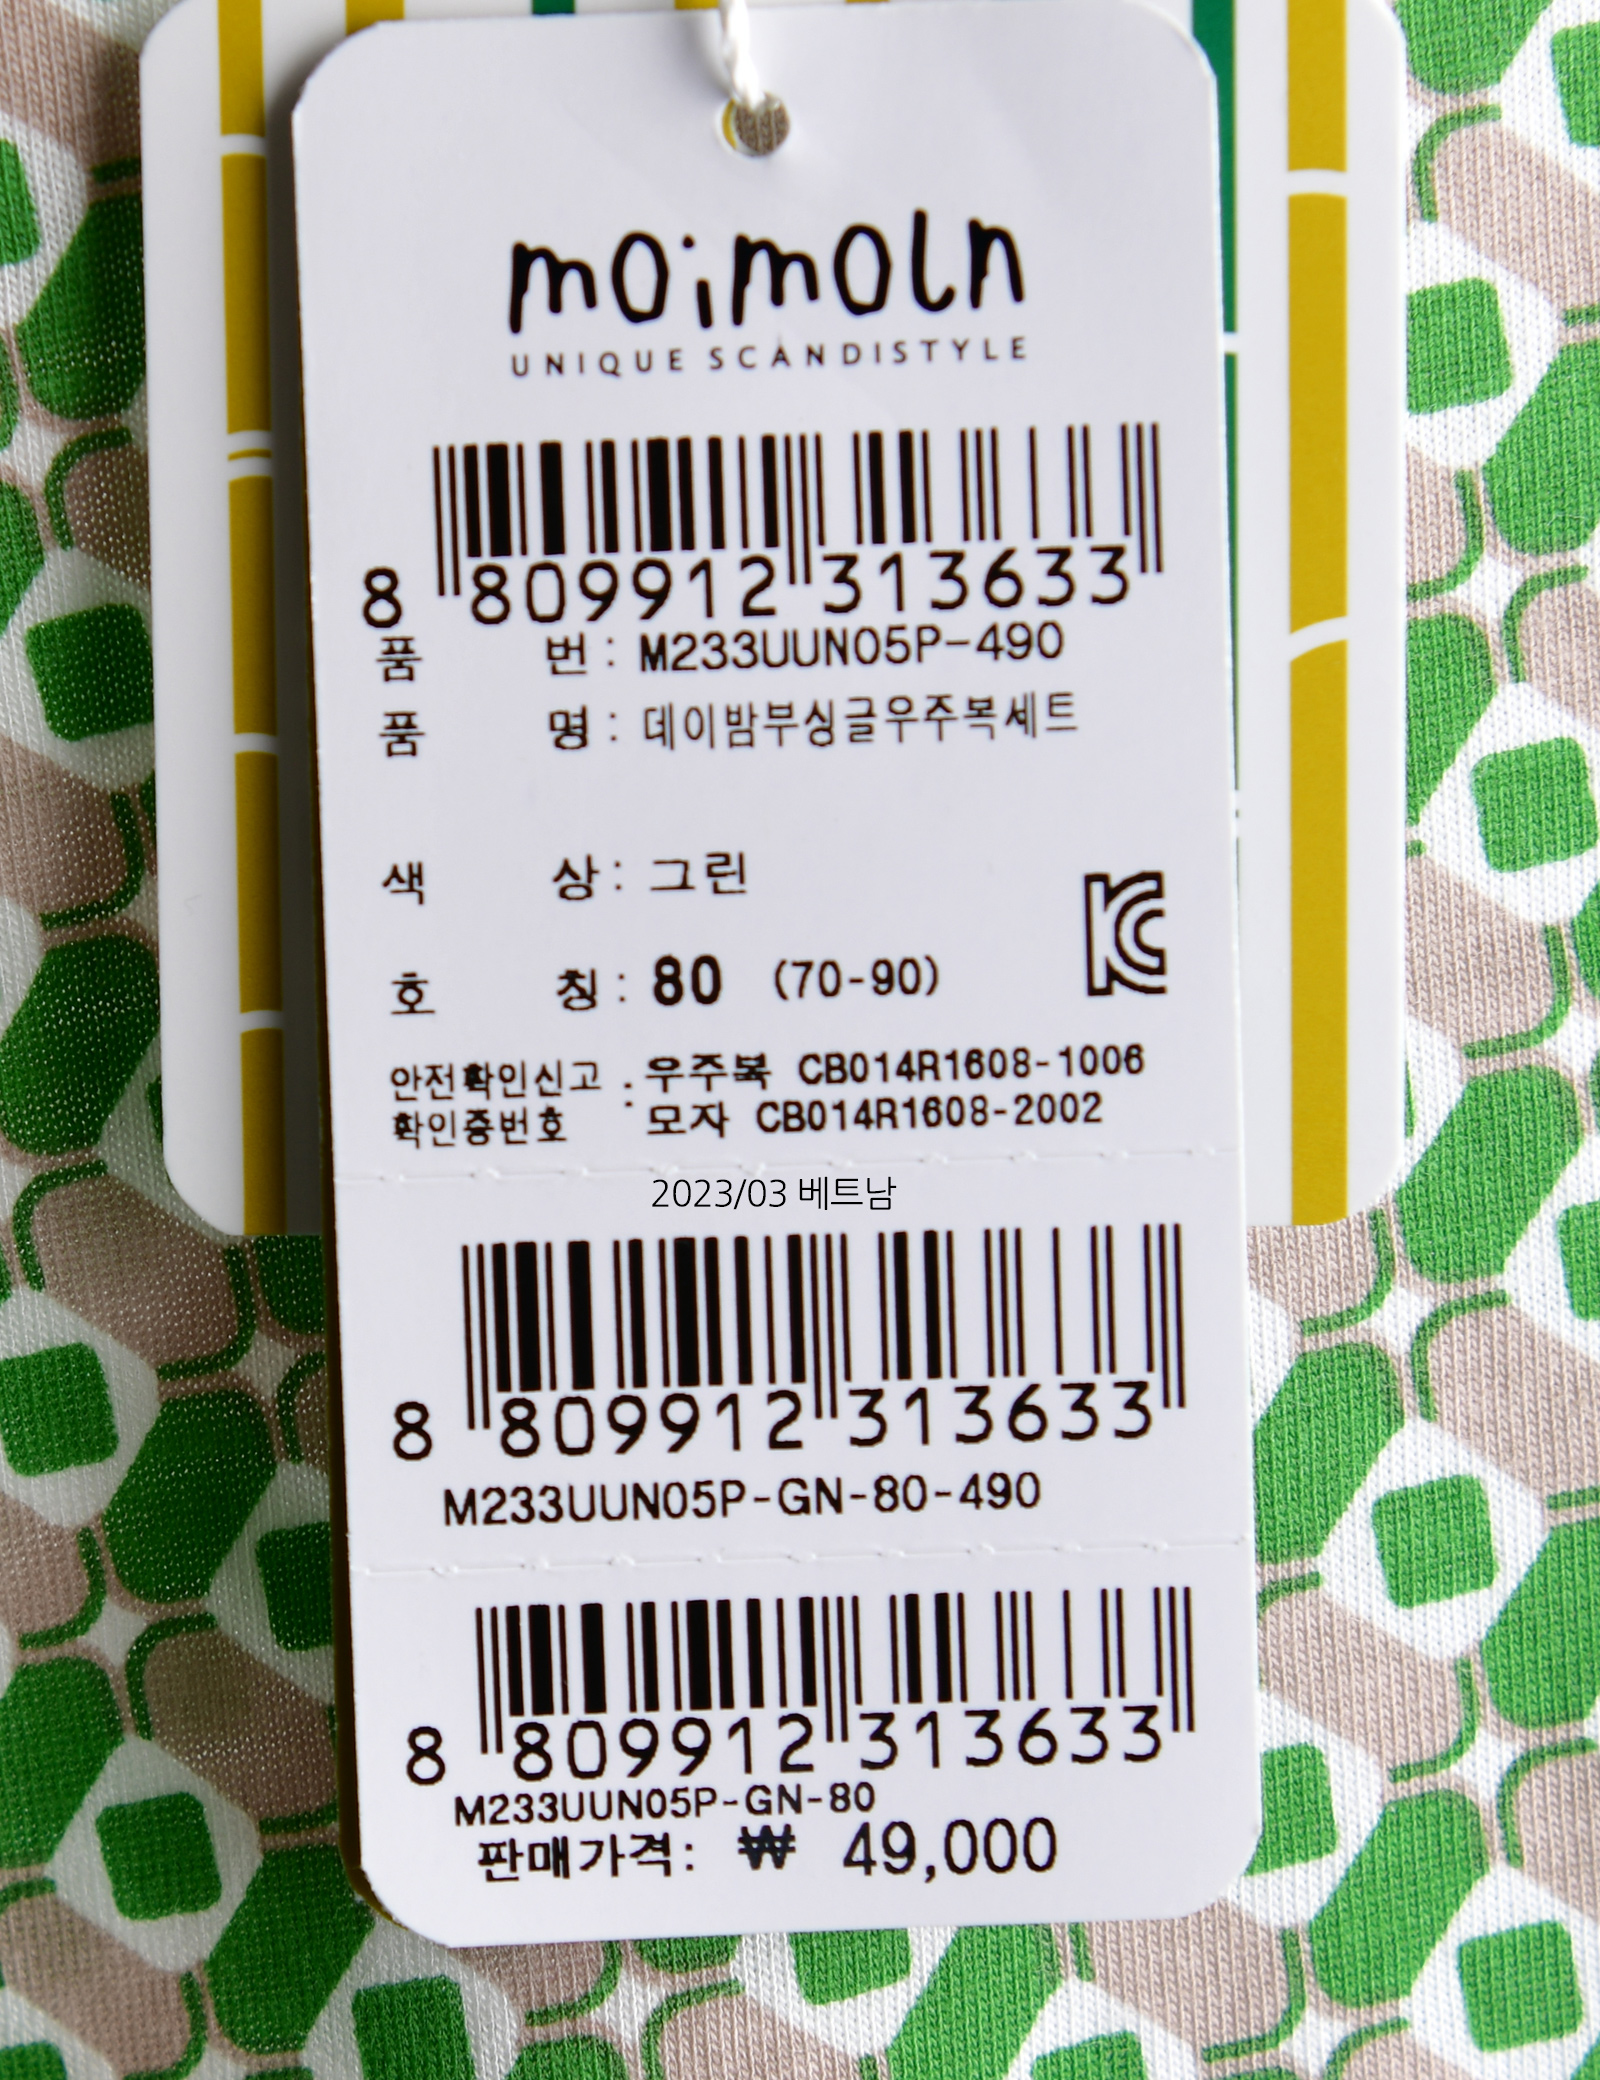 moimoln
UNIQUE SCANDISTYLE
8 809912 313633
품 번 : M233UUN05P-490
품 명 : 데이밤부싱글우주복세트
색 상 : 그린
호 칭 : 80 (70-90)
안전확인신고 확인증번호 : 우주복 CB014R1608-1006
모자 CB014R1608-2002
2023/03 베트남
8 809912 313633
M233UUN05P-GN-80-490
8 809912 313633
M233UUN05P-GN-80
판매가격: ₩ 49,000